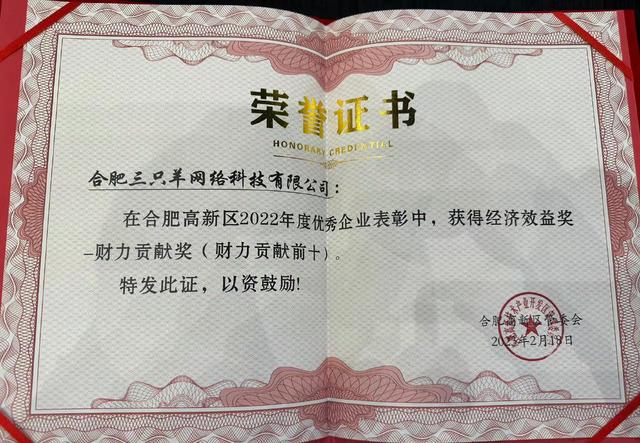 荣誉证书
HONORARY CREDENTIAL
合肥三只羊网络科技有限公司：
在合肥高新区2022年度优秀企业表彰中，获得经济效益奖
-财力贡献奖（财力贡献前十）。
特发此证，以资鼓励!
合肥高新区管委会
2023年2月18日